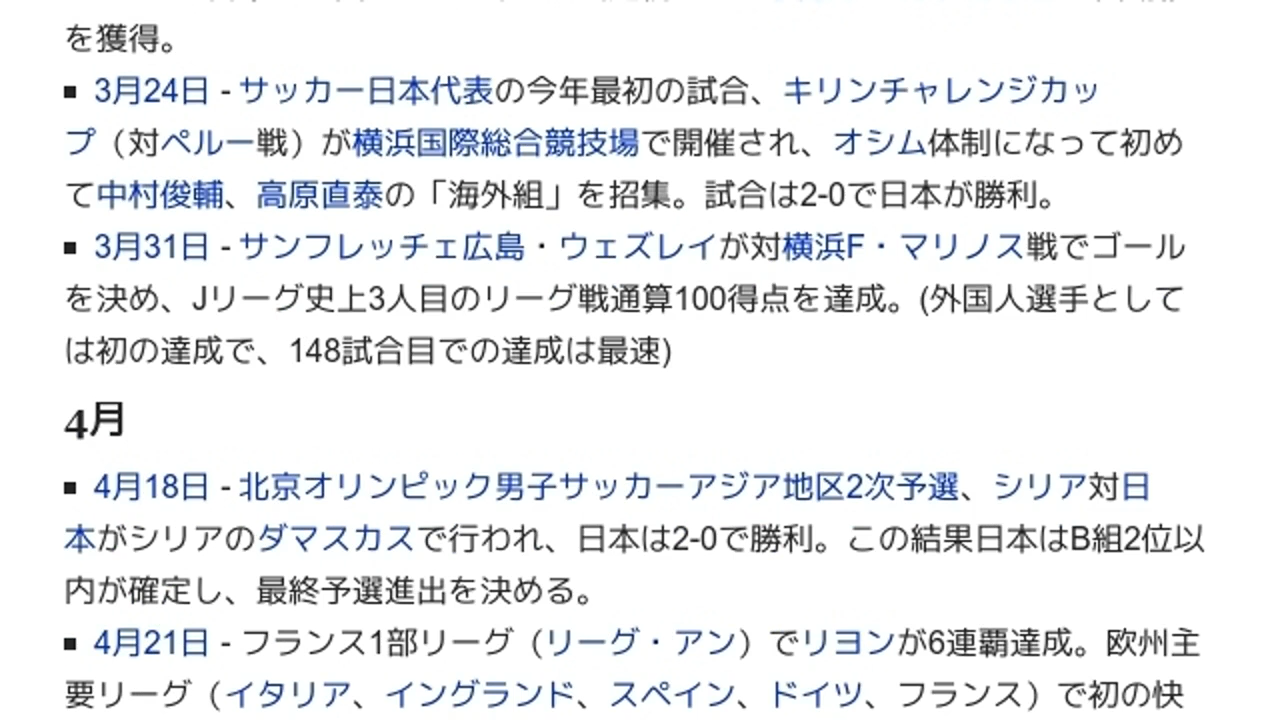 を獲得。
▪ 3月24日 - サッカー日本代表の今年最初の試合、キリンチャレンジカッ
プ（対ペルー戦）が横浜国際総合競技場で開催され、オシム体制になって初め
て中村俊輔、高原直泰の「海外組」を招集。試合は2-0で日本が勝利。
▪ 3月31日 - サンフレッチェ広島・ウェズレイが対横浜F・マリノス戦でゴール
を決め、Jリーグ史上3人目のリーグ戦通算100得点を達成。(外国人選手として
は初の達成で、148試合目での達成は最速)
4月
▪ 4月18日 - 北京オリンピック男子サッカーアジア地区2次予選、シリア対日
本がシリアのダマスカスで行われ、日本は2-0で勝利。この結果日本はB組2位以
内が確定し、最終予選進出を決める。
▪ 4月21日 - フランス1部リーグ（リーグ・アン）でリヨンが6連覇達成。欧州主
要リーグ（イタリア、イングランド、スペイン、ドイツ、フランス）で初の快